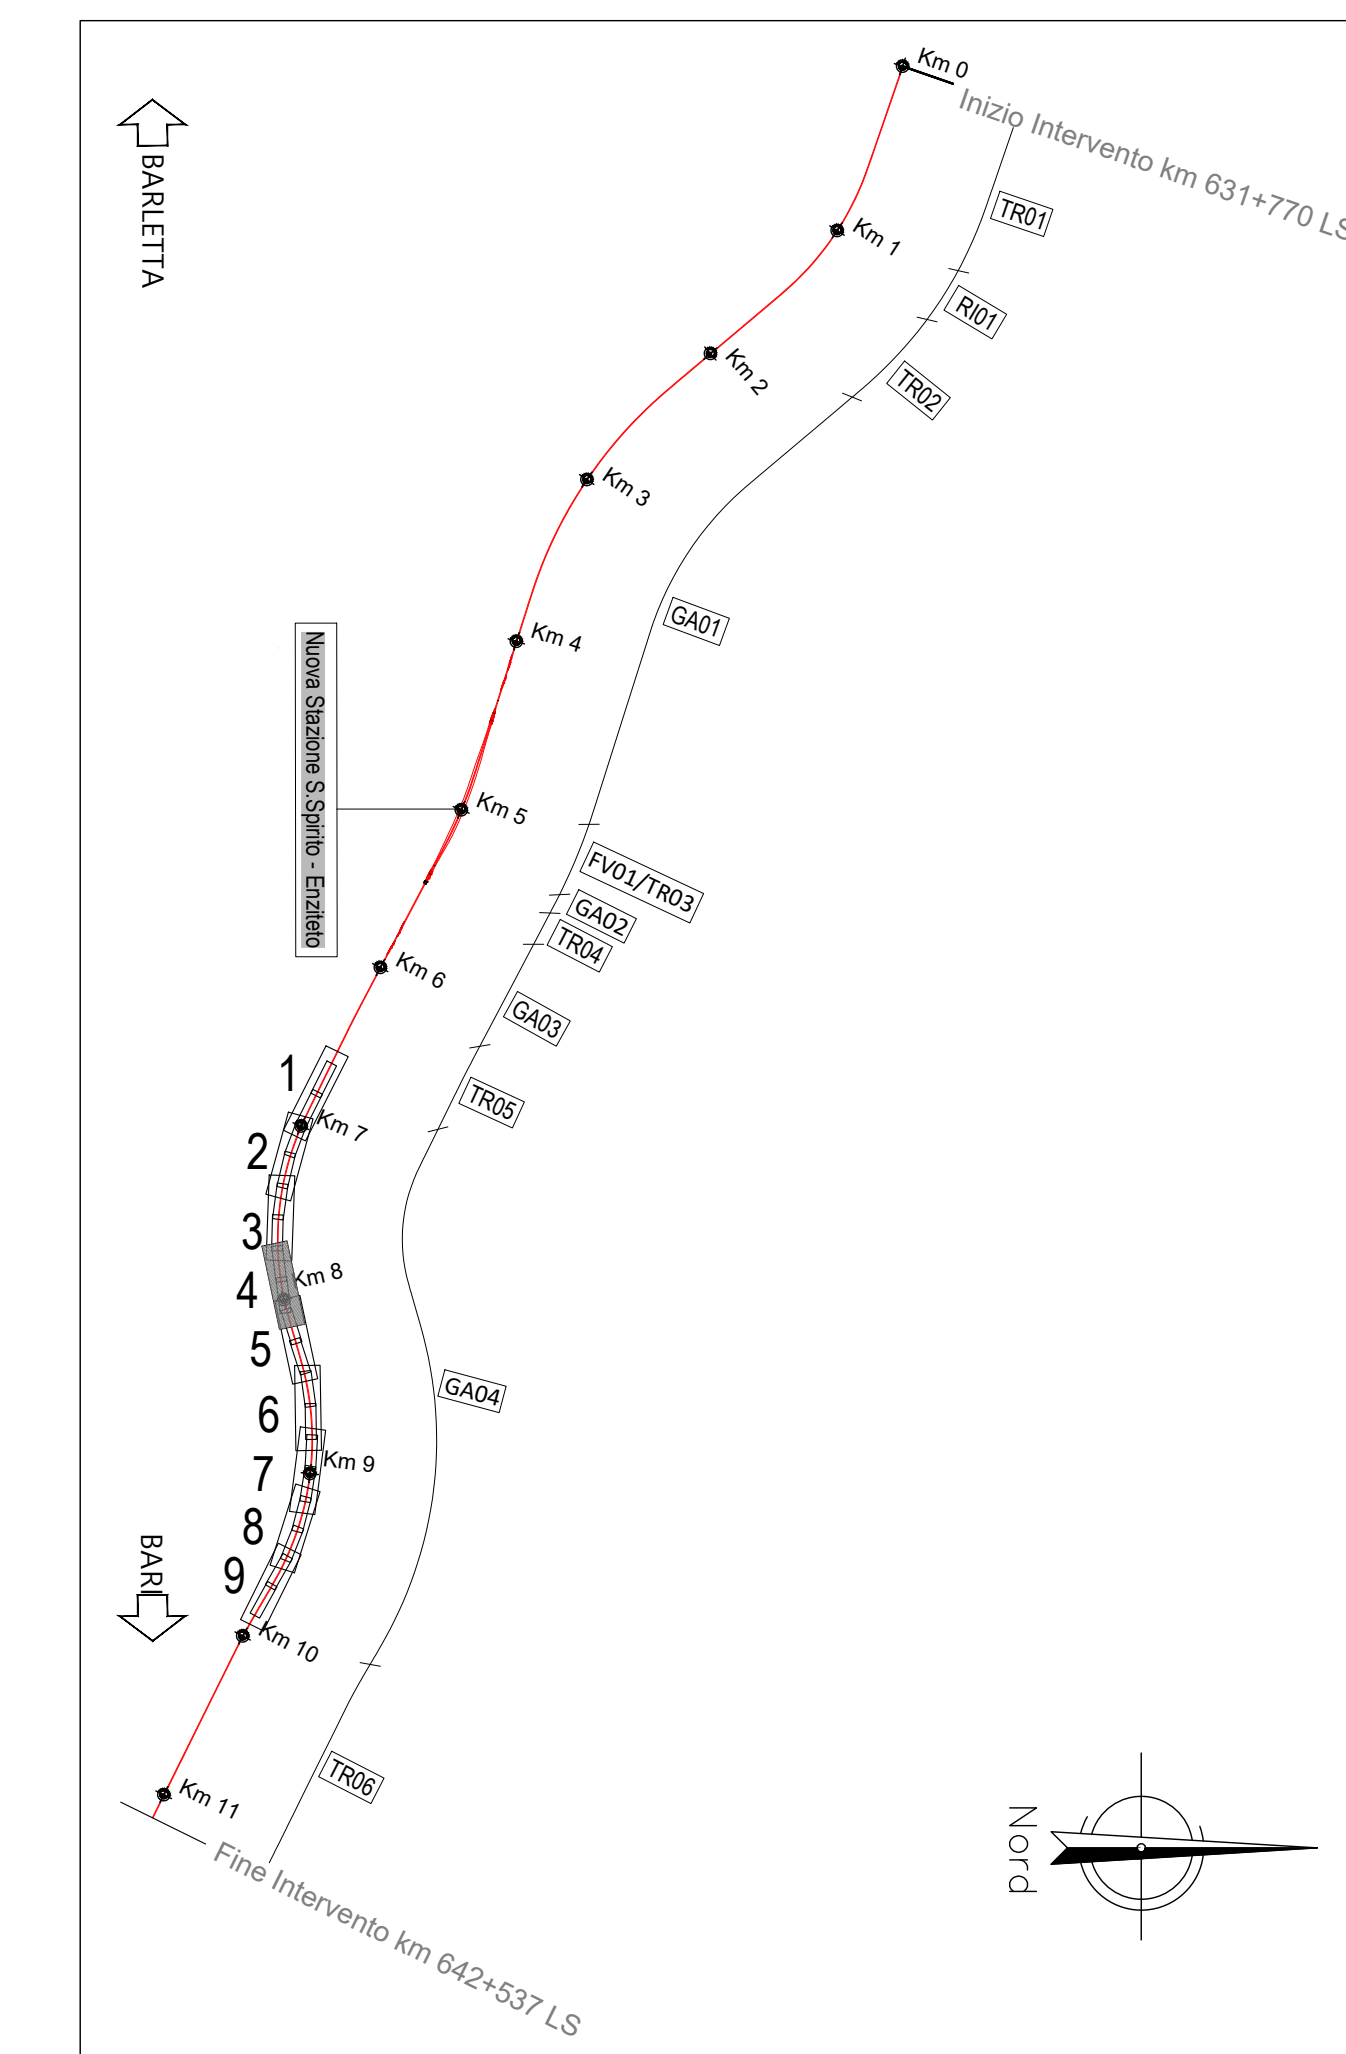 Km 0
Inizio Intervento km 631+770 LS
BARLETTA
TR01
Km 1
RI01
Km 2
TR02
Km 3
GA01
Km 4
Nuova Stazione S.Spirito - Enziteto
Km 5
FV01/TR03
GA02
TR04
Km 6
GA03
1
TR05
Km 7
2
3
4
Km 8
5
GA04
6
7
Km 9
8
BARI
9
Km 10
TR06
Km 11
Nord
Fine Intervento km 642+537 LS